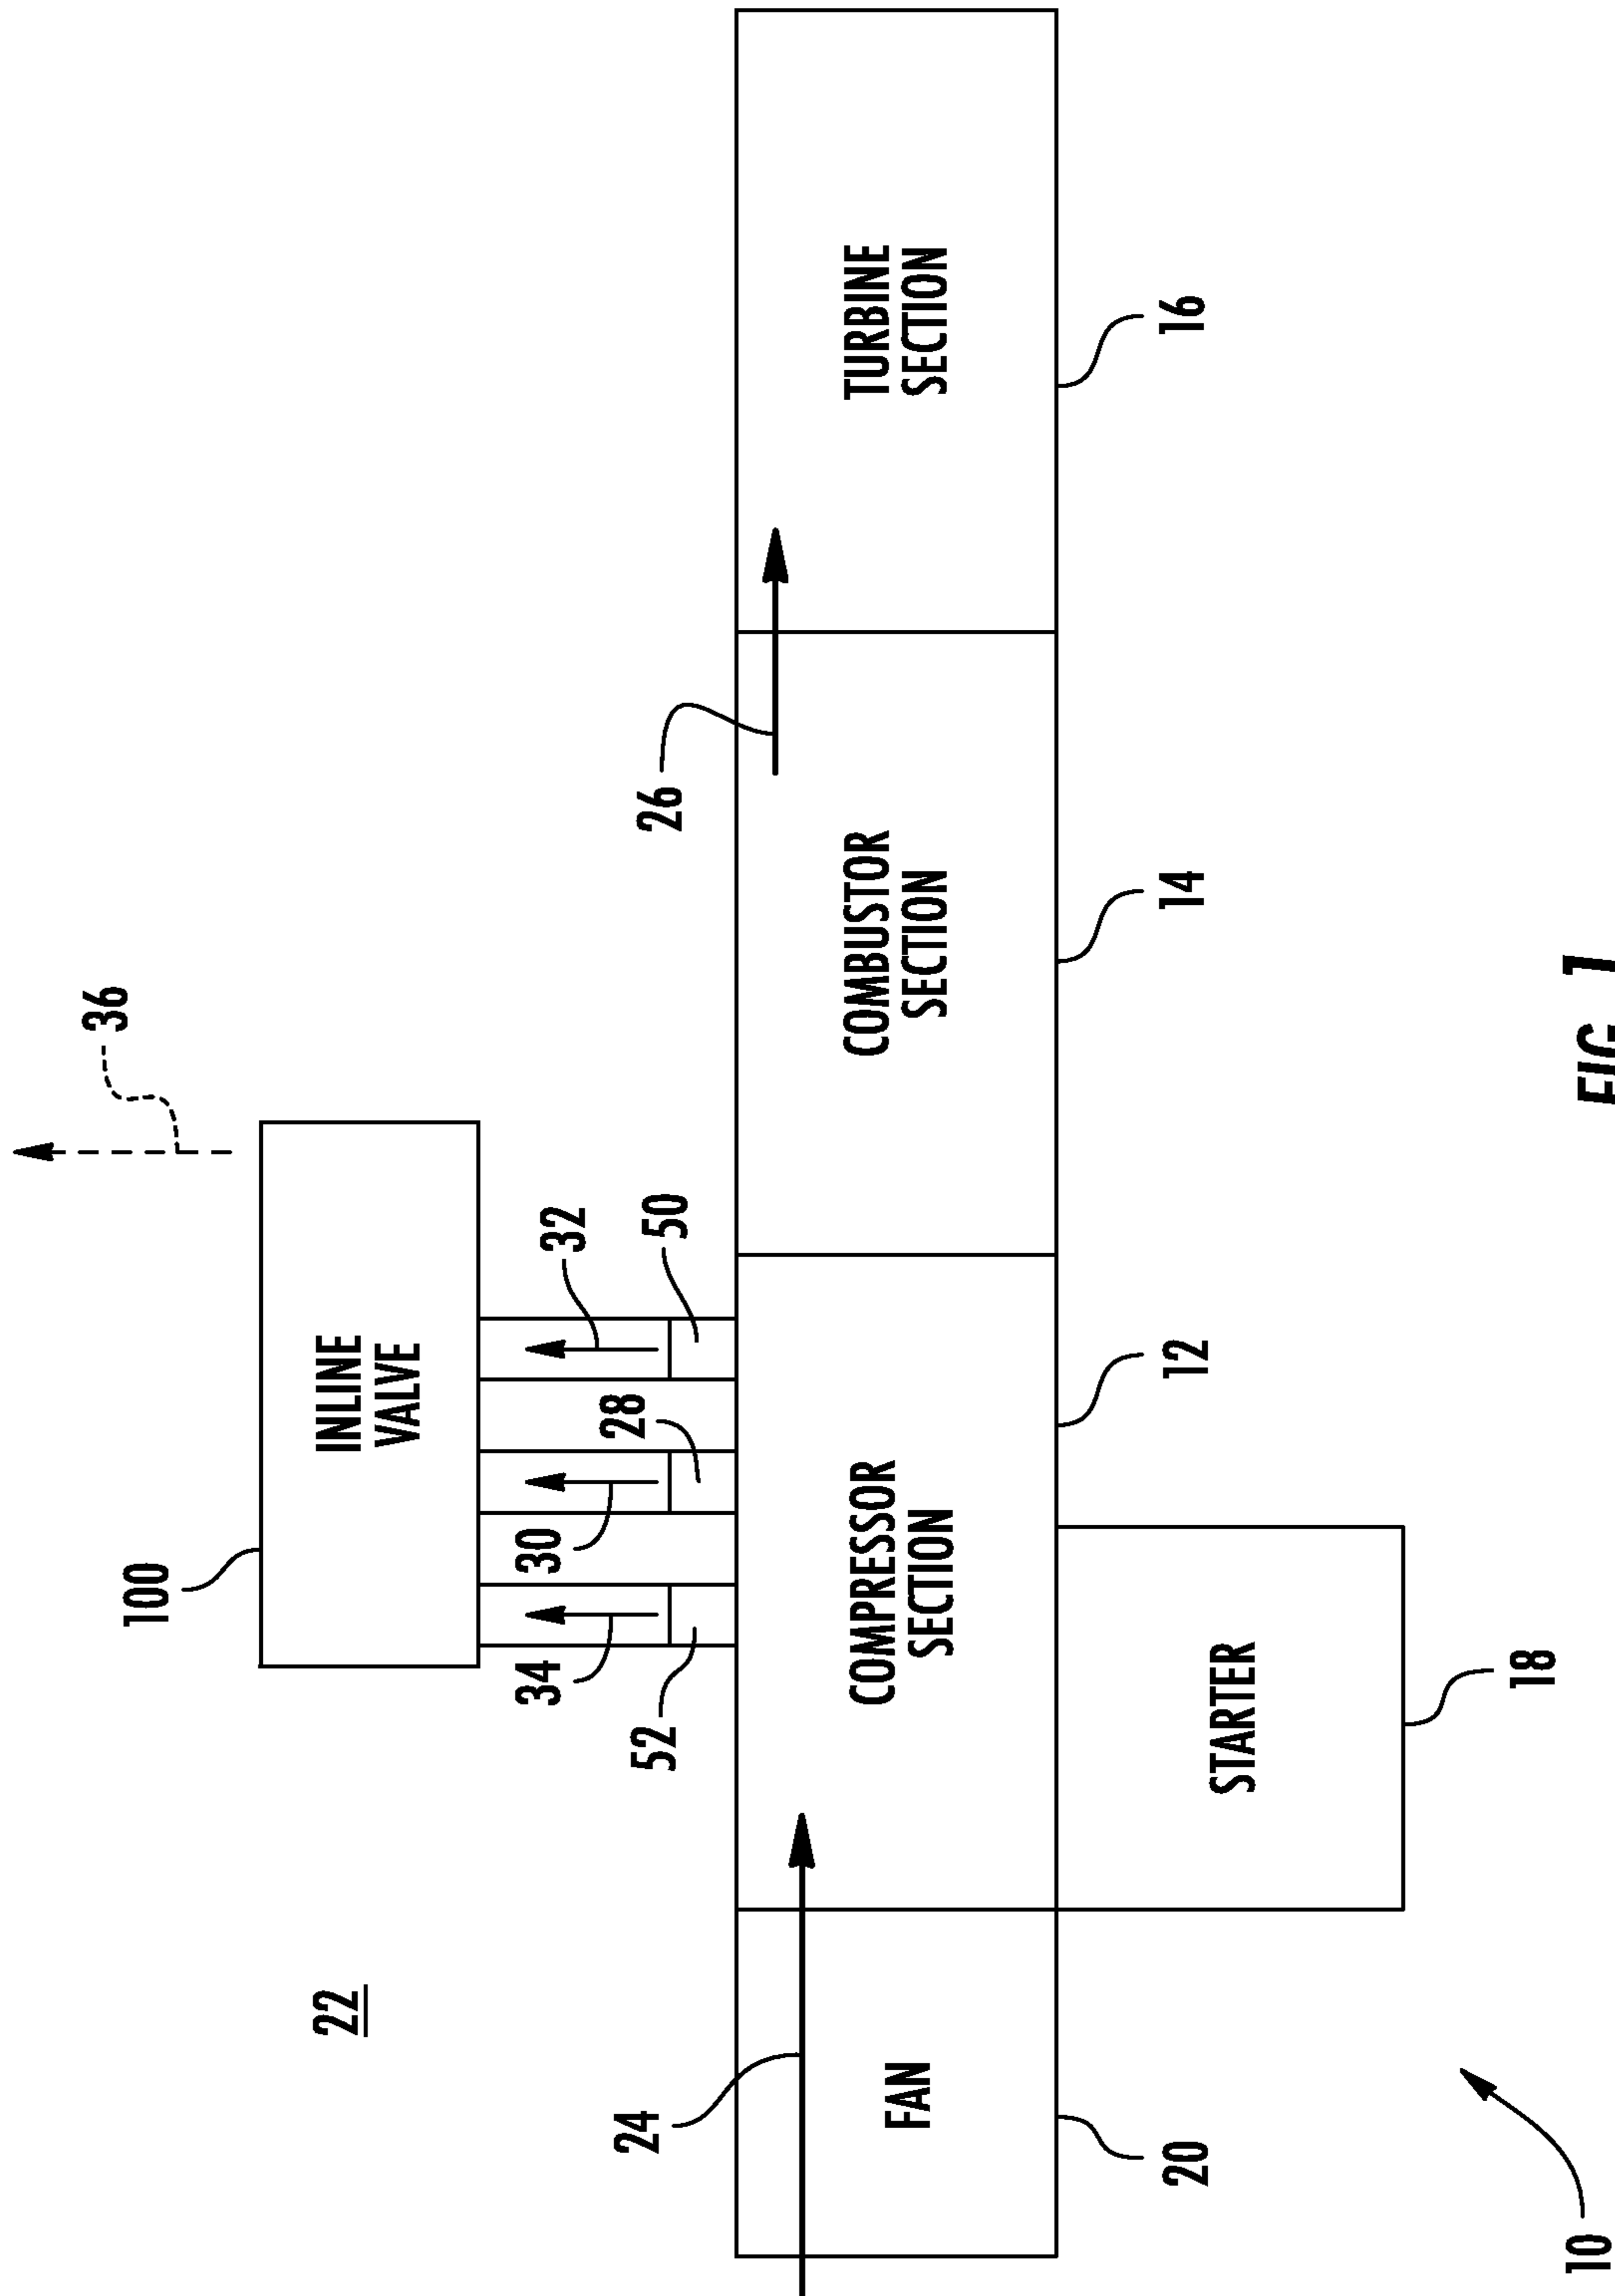 36
100
22
INLINE
VALVE
34
30
32
28
24
52
50
26
FAN
COMPRESSOR
SECTION
COMBUSTOR
SECTION
TURBINE
SECTION
20
12
14
16
STARTER
18
10
FIG. 1